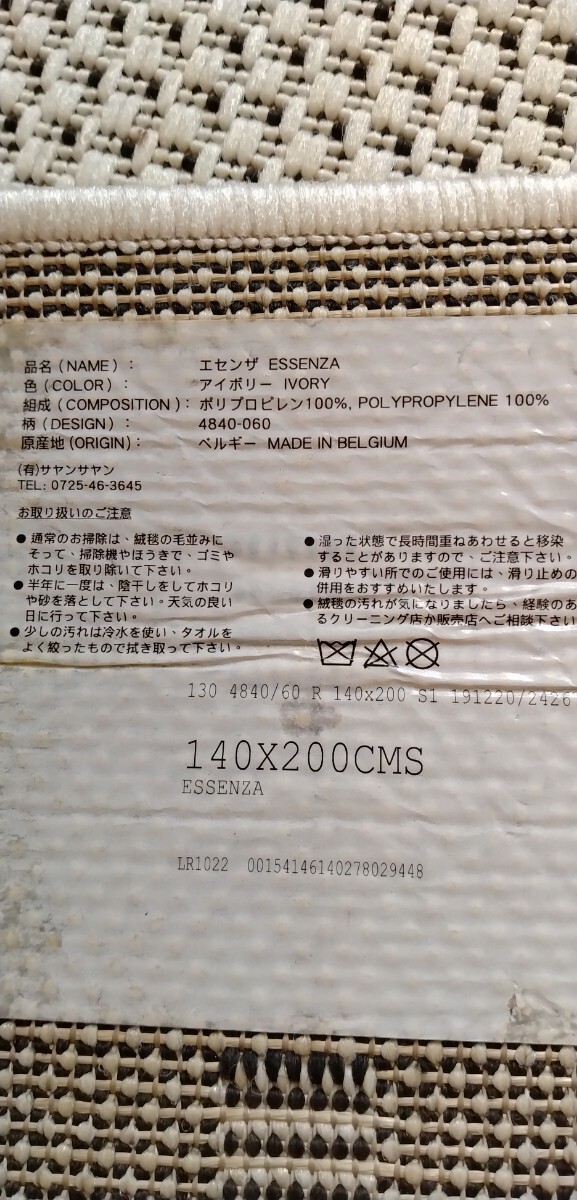 品名(NAME): エセンザ ESSENZA
色(COLOR): アイボリー IVORY
組成(COMPOSITION): ポリプロピレン100%, POLYPROPYLENE 100%
柄(DESIGN): 4840-060
原産地(ORIGIN): ベルギー MADE IN BELGIUM
(有)サヤンサヤン
TEL: 0725-46-3645
お取り扱いのご注意
● 通常のお掃除は、絨毯の毛並みに
そって、掃除機やほうきで、ゴミや
ホコリを取り除いて下さい。
● 半年に一度は、陰干しをしてホコリ
や砂を落として下さい。天気の良い
日に行って下さい。
● 少しの汚れは冷水を使い、タオルを
よく絞ったもので拭き取って下さい。
● 湿った状態で長時間重ねあわせると移染
することがありますので、ご注意下さい。
● 滑りやすい所でのご使用には、滑り止めの
併用をおすすめいたします。
● 絨毯の汚れが気になりましたら、経験のあ
るクリーニング店か販売店へご相談下さい
130 4840/60 R 140x200 S1 191220/2426
140X200CMS
ESSENZA
LR1022 00154146140278029448